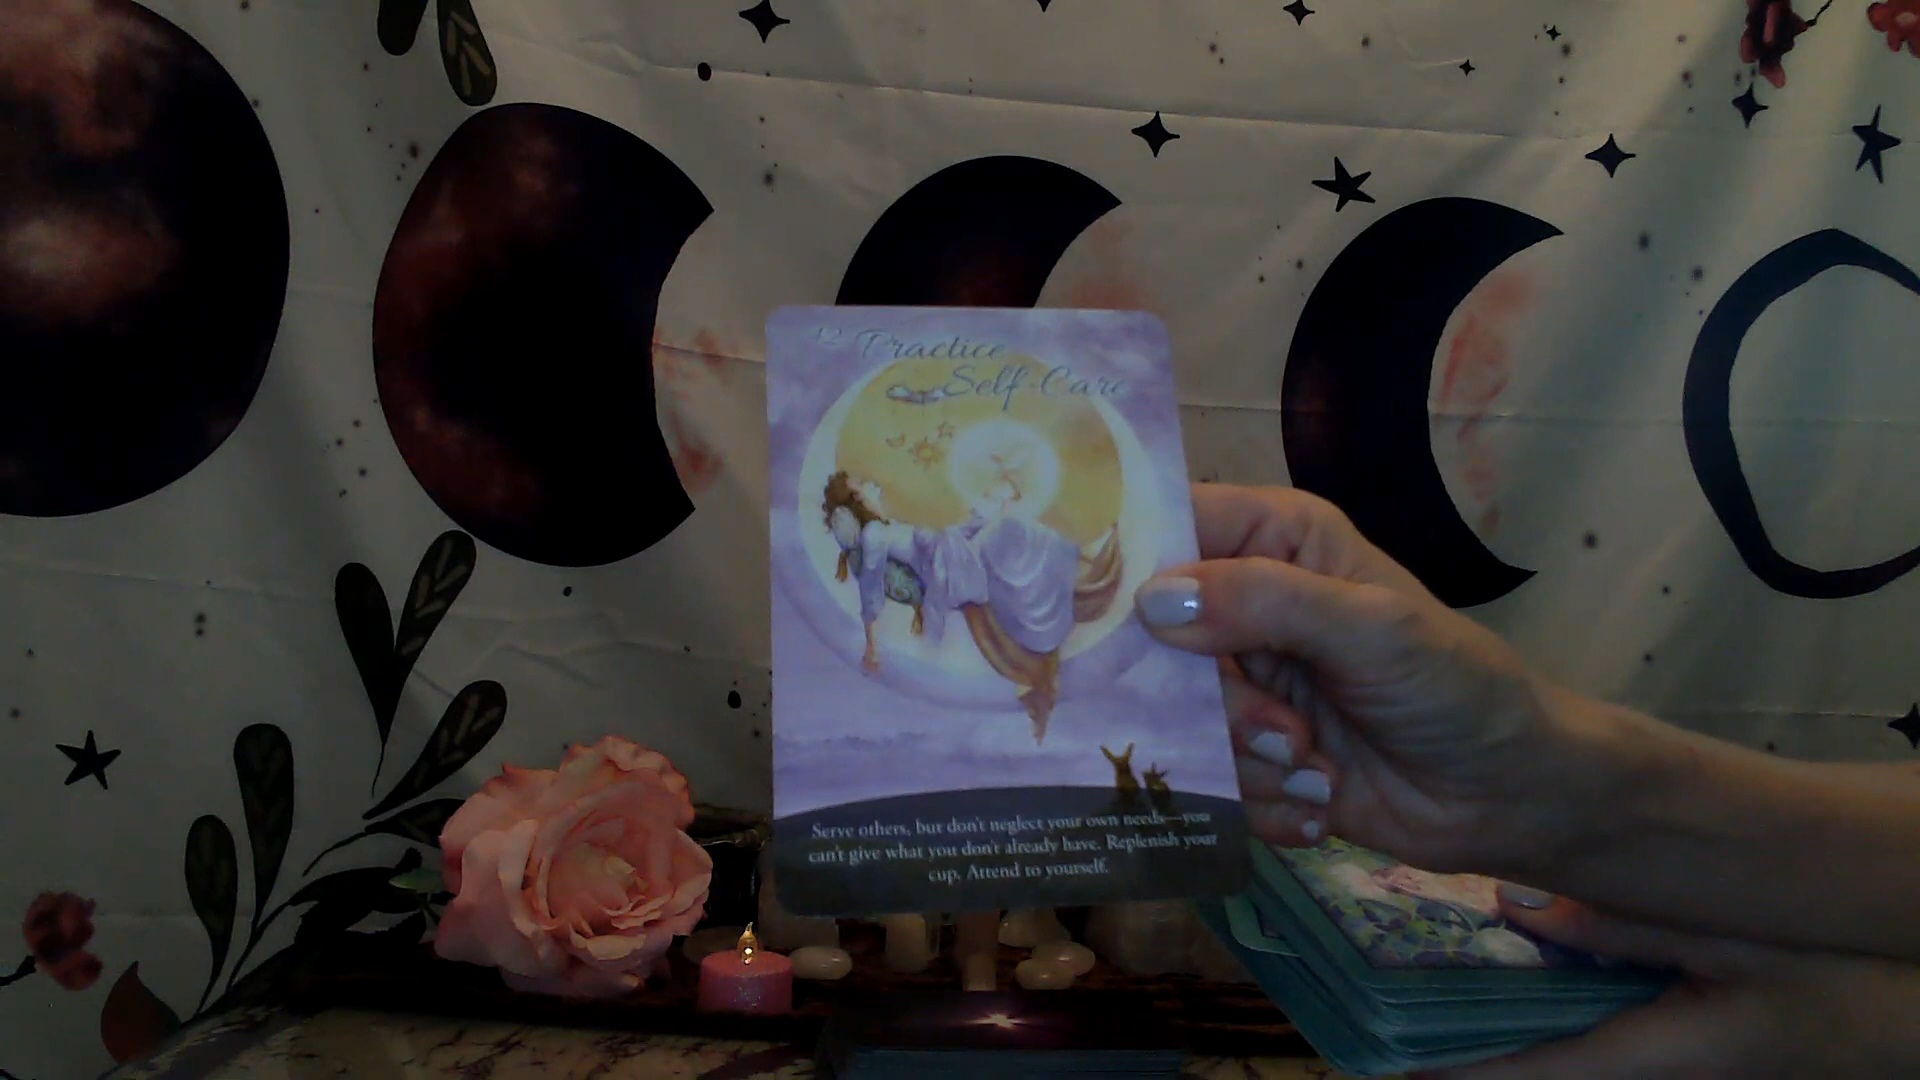 42 Practice
Self-Care
Serve others, but don't neglect your own needs—you
can't give what you don't already have. Replenish your
cup. Attend to yourself.